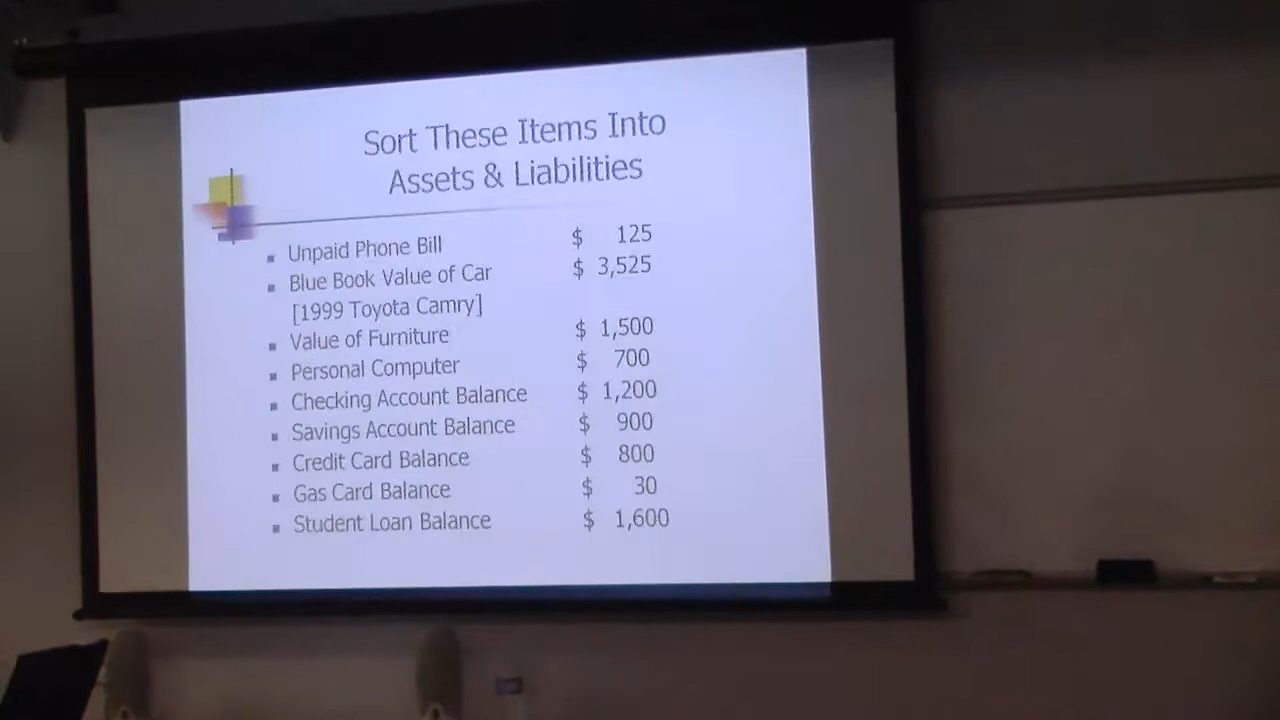 Sort These Items Into
Assets & Liabilities
Unpaid Phone Bill $ 125
Blue Book Value of Car $ 3,525
[1999 Toyota Camry]
Value of Furniture $ 1,500
Personal Computer $ 700
Checking Account Balance $ 1,200
Savings Account Balance $ 900
Credit Card Balance $ 800
Gas Card Balance $ 30
Student Loan Balance $ 1,600